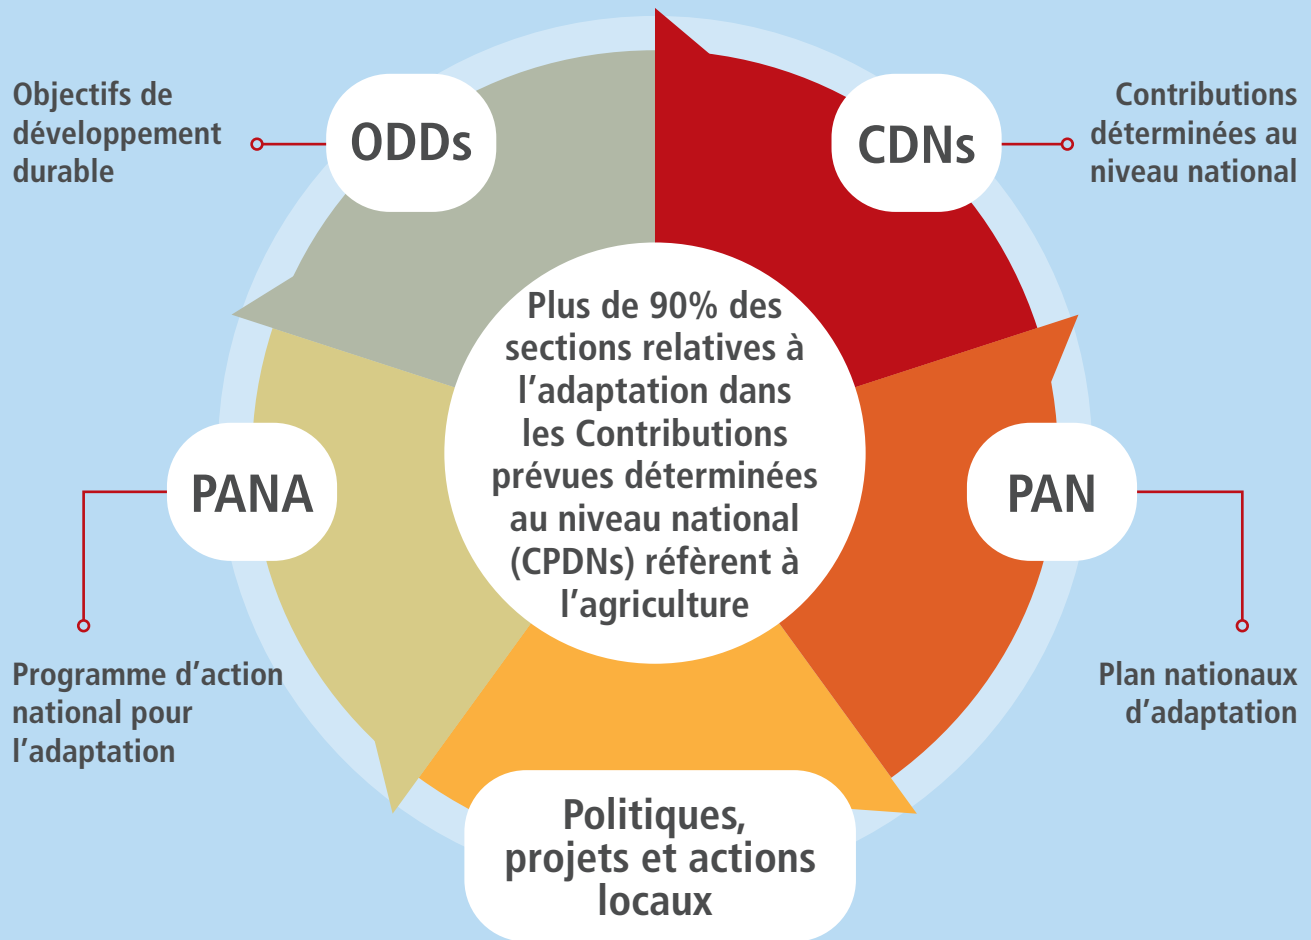 Objectifs de
développement
durable
ODDs
CDNs
Contributions
déterminées au
niveau national
Plus de 90% des
sections relatives à
l’adaptation dans
les Contributions
prévues déterminées
au niveau national
(CPDNs) réfèrent à
l’agriculture
PANA
PAN
Programme d’action
national pour
l’adaptation
Plan nationaux
d’adaptation
Politiques,
projets et actions
locaux